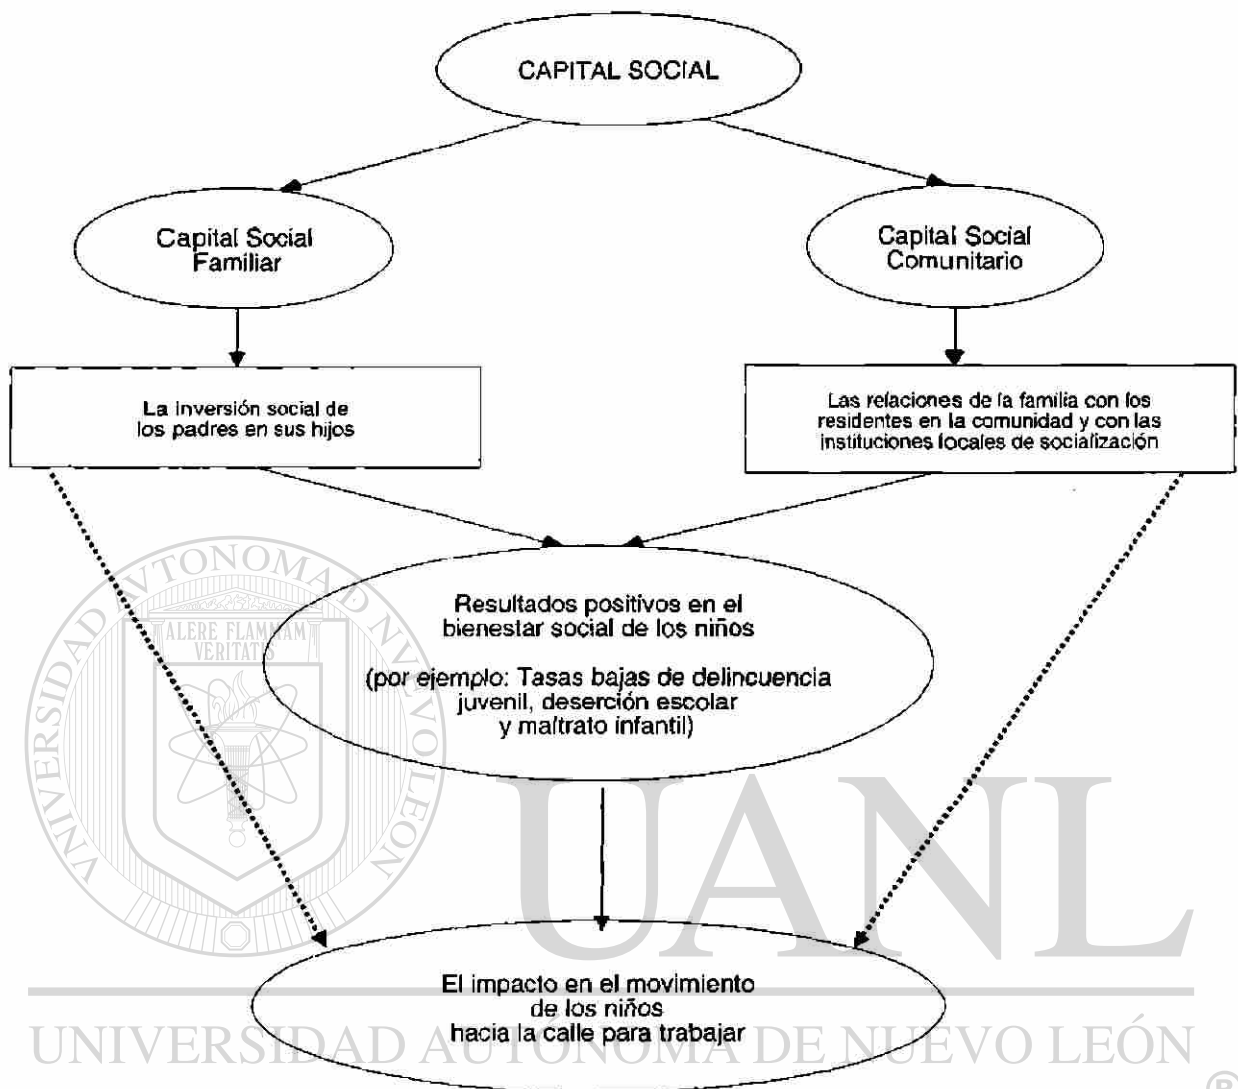 CAPITAL SOCIAL
Capital Social
Familiar
Capital Social
Comunitario
La inversión social de
los padres en sus hijos
Las relaciones de la familia con los
residentes en la comunidad y con las
instituciones locales de socialización
Resultados positivos en el
bienestar social de los niños
(por ejemplo: Tasas bajas de delincuencia
juvenil, deserción escolar
y maltrato infantil)
El impacto en el movimiento
de los niños
hacia la calle para trabajar
VNIVERSIDAD AVTONOMA D NVEVO LEON
ALERE FLAMMAM
VERITATIS
UANL
UNIVERSIDAD AUTÓNOMA DE NUEVO LEÓN
®